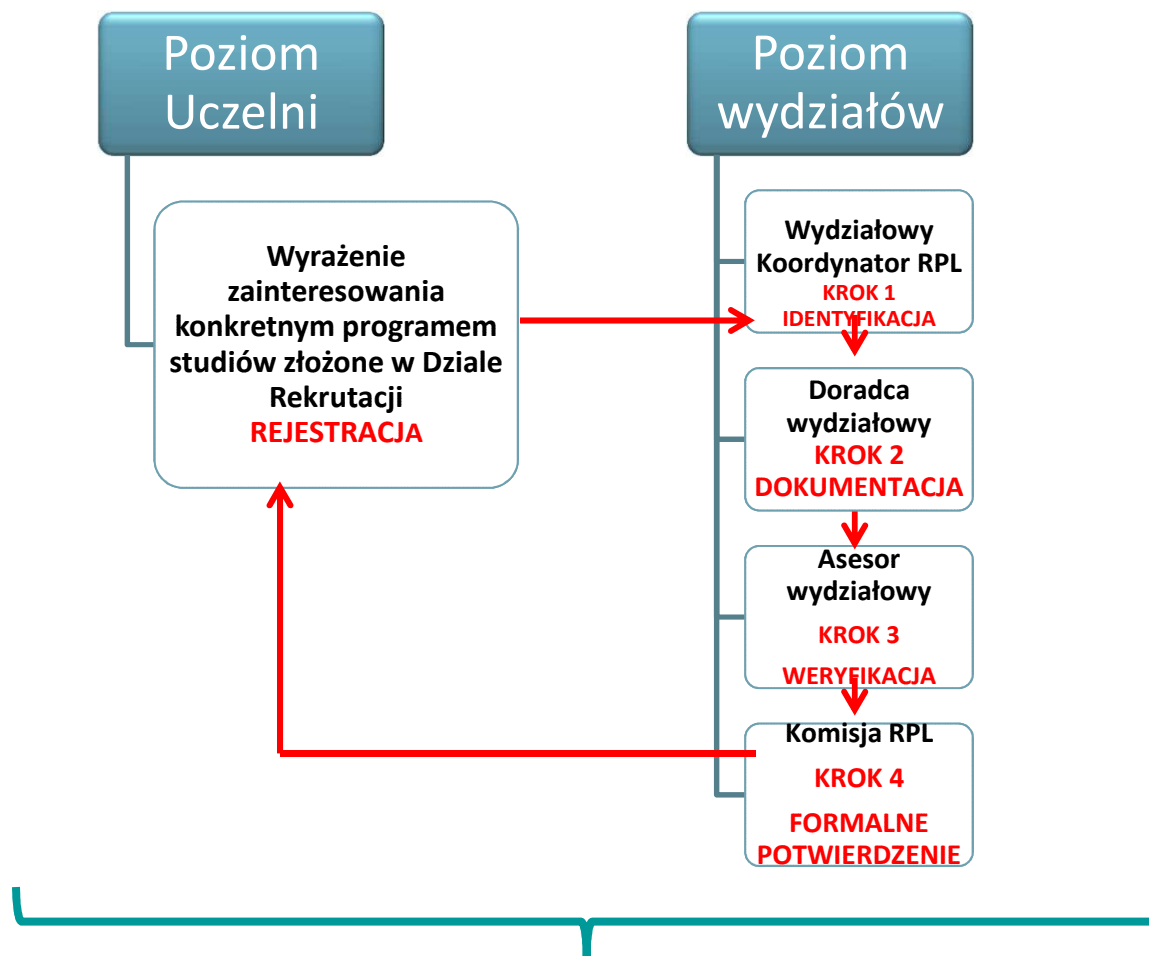 Poziom
Uczelni
Wyrażenie
zainteresowania
konkretnym programem
studiów złożone w Dziale
Rekrutacji
REJESTRACJA
Poziom
wydziałów
Wydziałowy
Koordynator RPL
KROK 1
IDENTYFIKACJA
Doradca
wydziałowy
KROK 2
DOKUMENTACJA
Asesor
wydziałowy
KROK 3
WERYFIKACJA
Komisja RPL
KROK 4
FORMALNE
POTWIERDZENIE